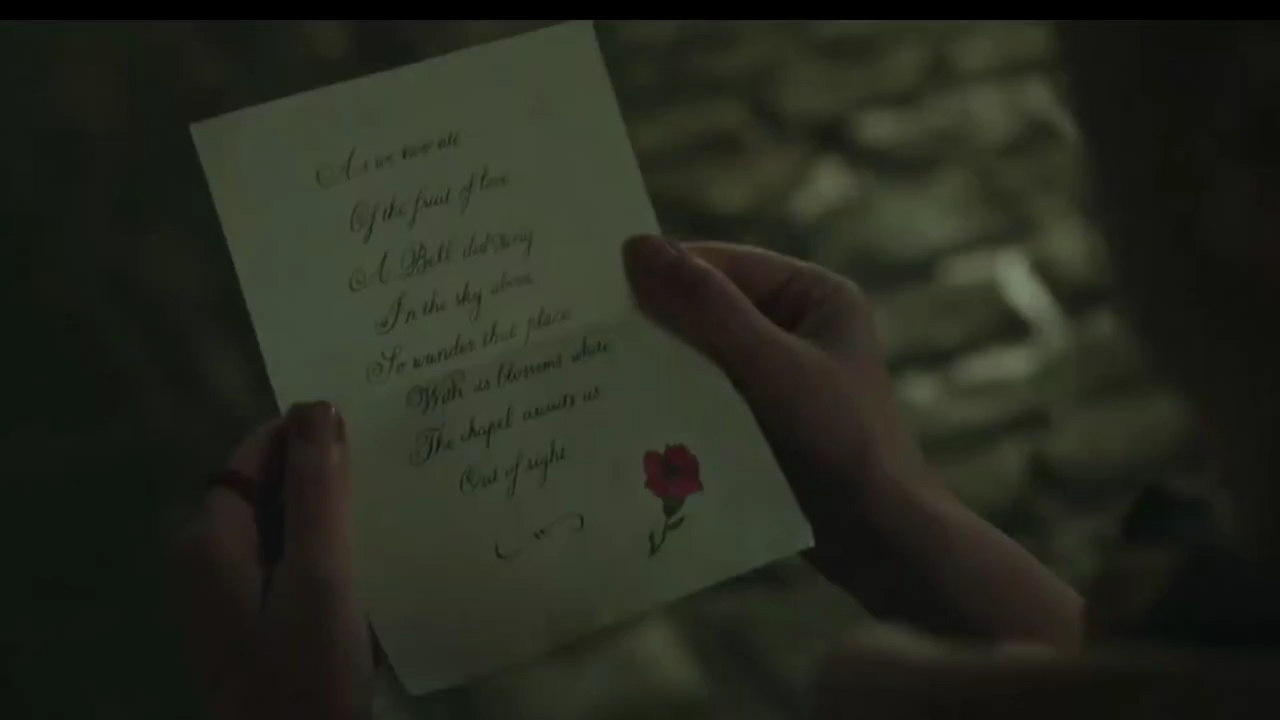 As we two ate
Of the fruit of love
A Bell did ring
In the sky above
So wander that place
With its blossoms white
The chapel awaits us
Out of sight